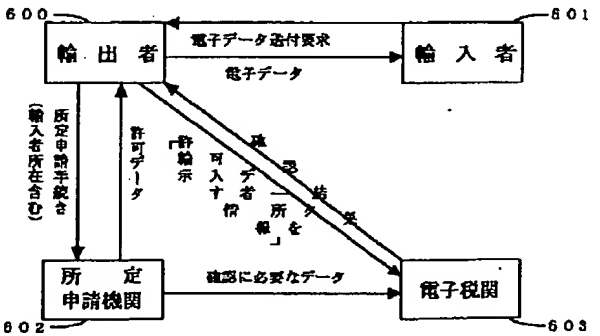 600
601
輸出者
輸入者
電子データ送付要求
電子データ
所定申請手続き
(輸入者所在含む)
許可データ
確認結果
所定
申請機関
確認に必要なデータ
電子税関
602
603